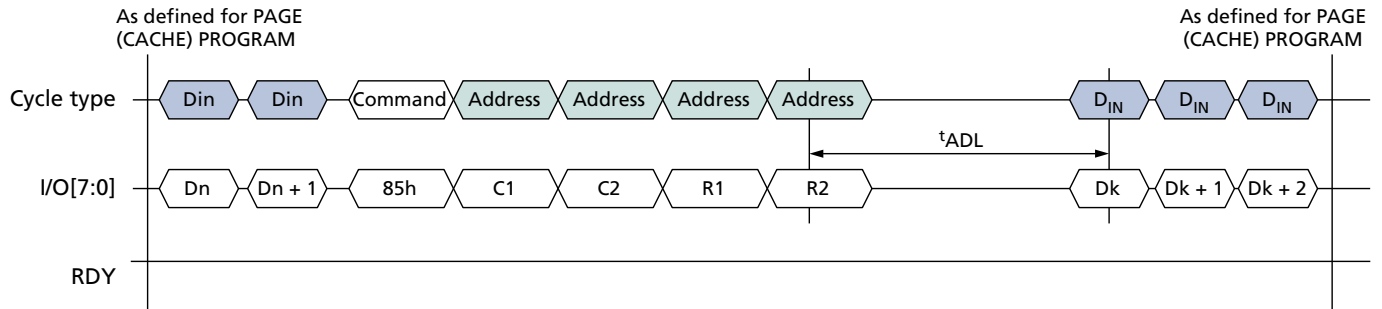 As defined for PAGE
(CACHE) PROGRAM
As defined for PAGE
(CACHE) PROGRAM
Cycle type Din Din Command Address Address Address Address DIN DIN DIN
tADL
I/O[7:0] Dn Dn + 1 85h C1 C2 R1 R2 Dk Dk + 1 Dk + 2
RDY